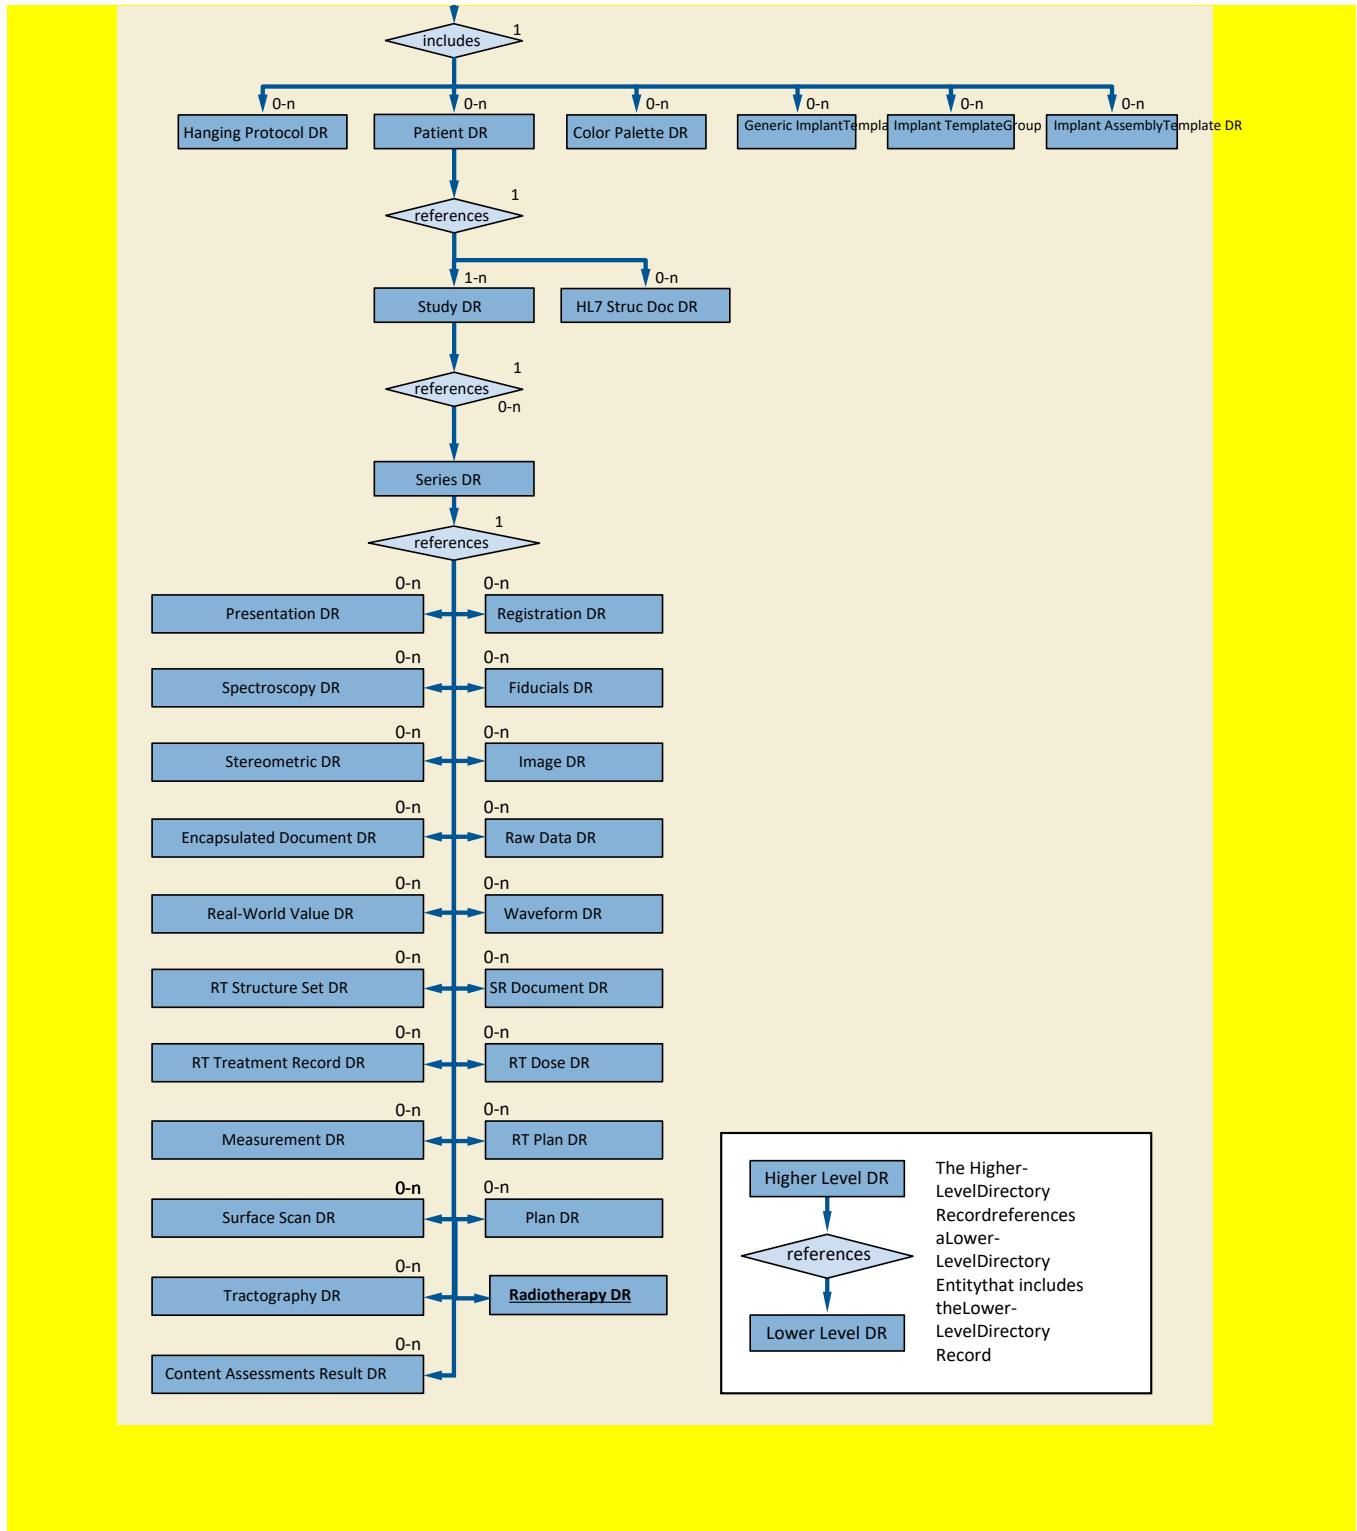 includes
1
0-n
0-n
0-n
0-n
0-n
0-n
Hanging Protocol DR
Patient DR
Color Palette DR
Generic ImplantTempla
Implant TemplateGroup
Implant AssemblyTemplate DR
references
1
1-n
0-n
Study DR
HL7 Struc Doc DR
references
1
0-n
Series DR
references
1
0-n
0-n
Presentation DR
Registration DR
0-n
0-n
Spectroscopy DR
Fiducials DR
0-n
0-n
Stereometric DR
Image DR
0-n
0-n
Encapsulated Document DR
Raw Data DR
0-n
0-n
Real-World Value DR
Waveform DR
0-n
0-n
RT Structure Set DR
SR Document DR
0-n
0-n
RT Treatment Record DR
RT Dose DR
0-n
0-n
Measurement DR
RT Plan DR
0-n
0-n
Surface Scan DR
Plan DR
0-n
Tractography DR
Radiotherapy DR
0-n
Content Assessments Result DR
Higher Level DR
references
Lower Level DR
The Higher-
LevelDirectory
Recordreferences
aLower-
LevelDirectory
Entitythat includes
theLower-
LevelDirectory
Record